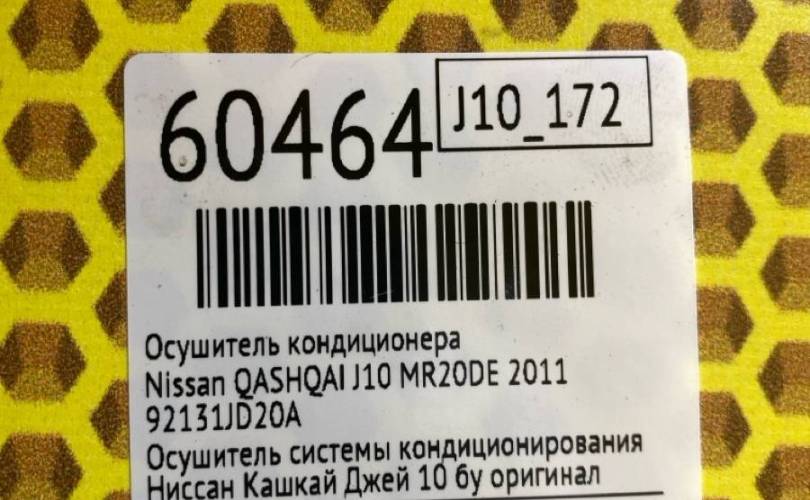 60464
J10_172
Осушитель кондиционера
Nissan QASHQAI J10 MR20DE 2011
92131JD20A
Осушитель системы кондиционирования
Ниссан Кашкай Джей 10 бу оригинал